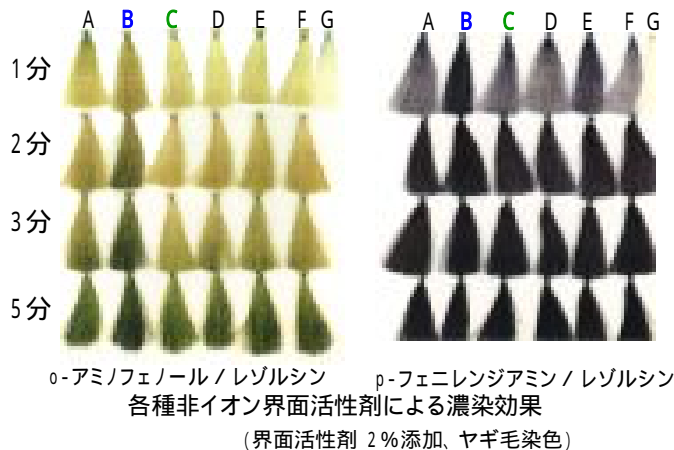 A B C D E F G
A B C D E F G
1分
2分
3分
5分
o-アミノフェノール / レゾルシン
p-フェニレンジアミン / レゾルシン
各種非イオン界面活性剤による濃染効果
(界面活性剤 2%添加、ヤギ毛染色)